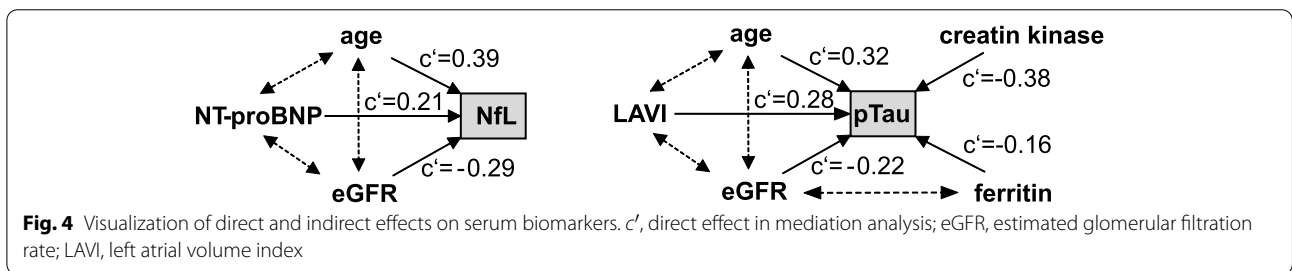 age
c‘=0.39
NT-proBNP
c‘=0.21
NfL
c‘=-0.29
eGFR
age
creatin kinase
c‘=0.32
c‘=-0.38
LAVI
c‘=0.28
pTau
c‘=-0.22
c‘=-0.16
eGFR
ferritin
Fig. 4 Visualization of direct and indirect effects on serum biomarkers. c′, direct effect in mediation analysis; eGFR, estimated glomerular filtration
rate; LAVI, left atrial volume index